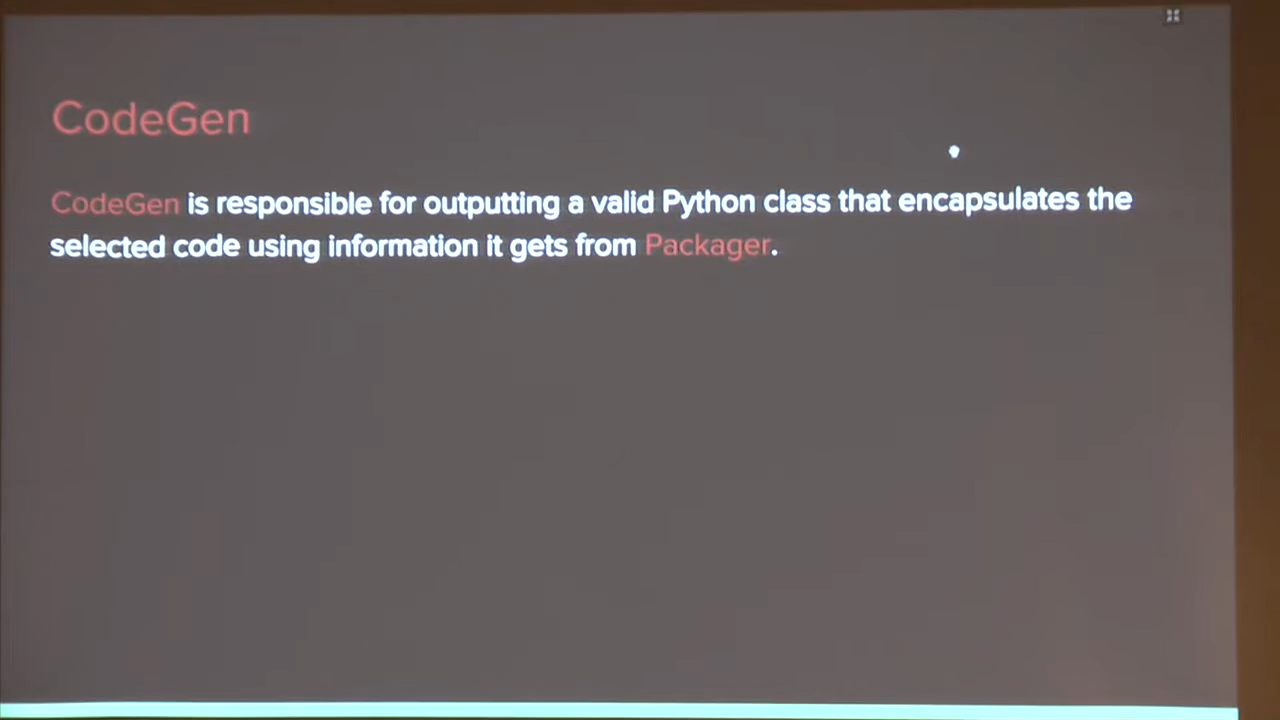 CodeGen
CodeGen is responsible for outputting a valid Python class that encapsulates the
selected code using information it gets from Packager.